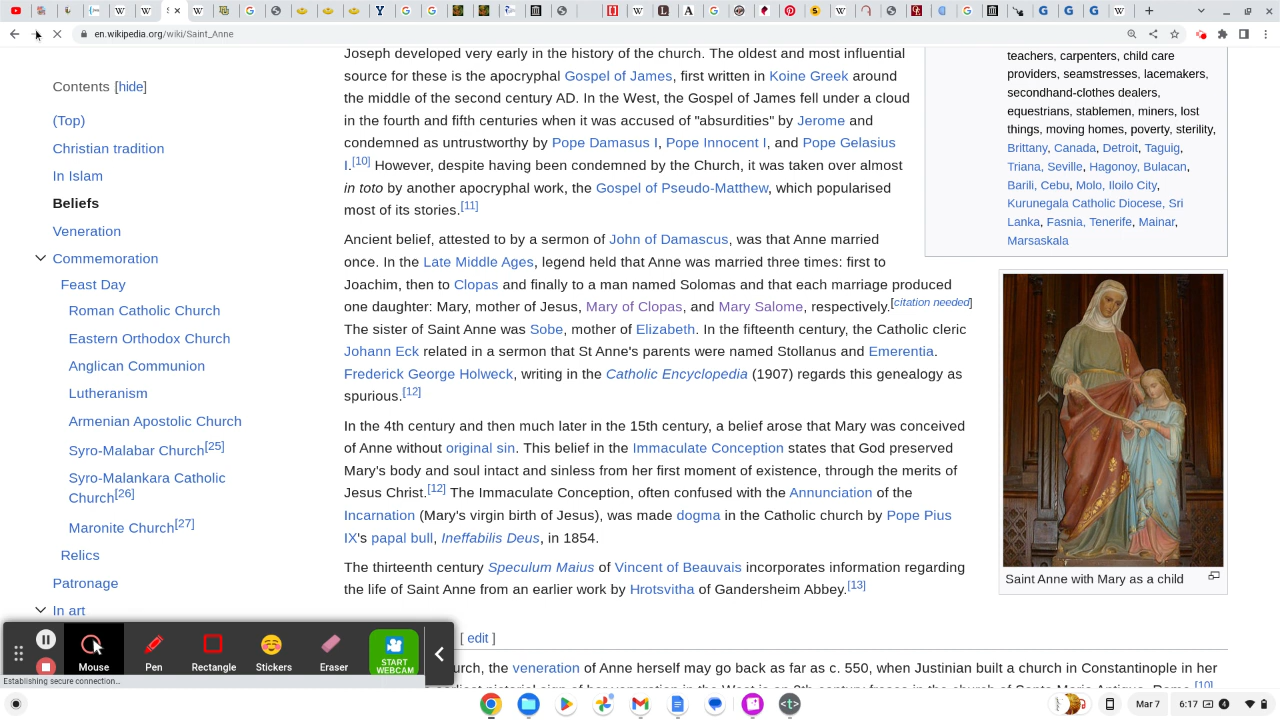 en.wikipedia.org/wiki/Saint_Anne
Contents [hide]
(Top)
Christian tradition
In Islam
Beliefs
Veneration
Commemoration
Feast Day
Roman Catholic Church
Eastern Orthodox Church
Anglican Communion
Lutheranism
Armenian Apostolic Church
Syro-Malabar Church[25]
Syro-Malankara Catholic
Church[26]
Maronite Church[27]
Relics
Patronage
In art
Joseph developed very early in the history of the church. The oldest and most influential
source for these is the apocryphal Gospel of James, first written in Koine Greek around
the middle of the second century AD. In the West, the Gospel of James fell under a cloud
in the fourth and fifth centuries when it was accused of "absurdities" by Jerome and
condemned as untrustworthy by Pope Damasus I, Pope Innocent I, and Pope Gelasius
I.[10] However, despite having been condemned by the Church, it was taken over almost
in toto by another apocryphal work, the Gospel of Pseudo-Matthew, which popularised
most of its stories.[11]
Ancient belief, attested to by a sermon of John of Damascus, was that Anne married
once. In the Late Middle Ages, legend held that Anne was married three times: first to
Joachim, then to Clopas and finally to a man named Solomas and that each marriage produced
one daughter: Mary, mother of Jesus, Mary of Clopas, and Mary Salome, respectively.[citation needed]
The sister of Saint Anne was Sobe, mother of Elizabeth. In the fifteenth century, the Catholic cleric
Johann Eck related in a sermon that St Anne's parents were named Stollanus and Emerentia.
Frederick George Holweck, writing in the Catholic Encyclopedia (1907) regards this genealogy as
spurious.[12]
In the 4th century and then much later in the 15th century, a belief arose that Mary was conceived
of Anne without original sin. This belief in the Immaculate Conception states that God preserved
Mary's body and soul intact and sinless from her first moment of existence, through the merits of
Jesus Christ.[12] The Immaculate Conception, often confused with the Annunciation of the
Incarnation (Mary's virgin birth of Jesus), was made dogma in the Catholic church by Pope Pius
IX's papal bull, Ineffabilis Deus, in 1854.
The thirteenth century Speculum Maius of Vincent of Beauvais incorporates information regarding
the life of Saint Anne from an earlier work by Hrotsvitha of Gandersheim Abbey.[13]
[ edit ]
urch, the veneration of Anne herself may go back as far as c. 550, when Justinian built a church in Constantinople in her
teachers, carpenters, child care
providers, seamstresses, lacemakers,
secondhand-clothes dealers,
equestrians, stablemen, miners, lost
things, moving homes, poverty, sterility,
Brittany, Canada, Detroit, Taguig,
Triana, Seville, Hagonoy, Bulacan,
Barili, Cebu, Molo, Iloilo City,
Kurunegala Catholic Diocese, Sri
Lanka, Fasnia, Tenerife, Mainar,
Marsaskala
Saint Anne with Mary as a child
Mouse
Pen
Rectangle
Stickers
Eraser
START
WEBCAM
Establishing secure connection...
Mar 7
6:17
4